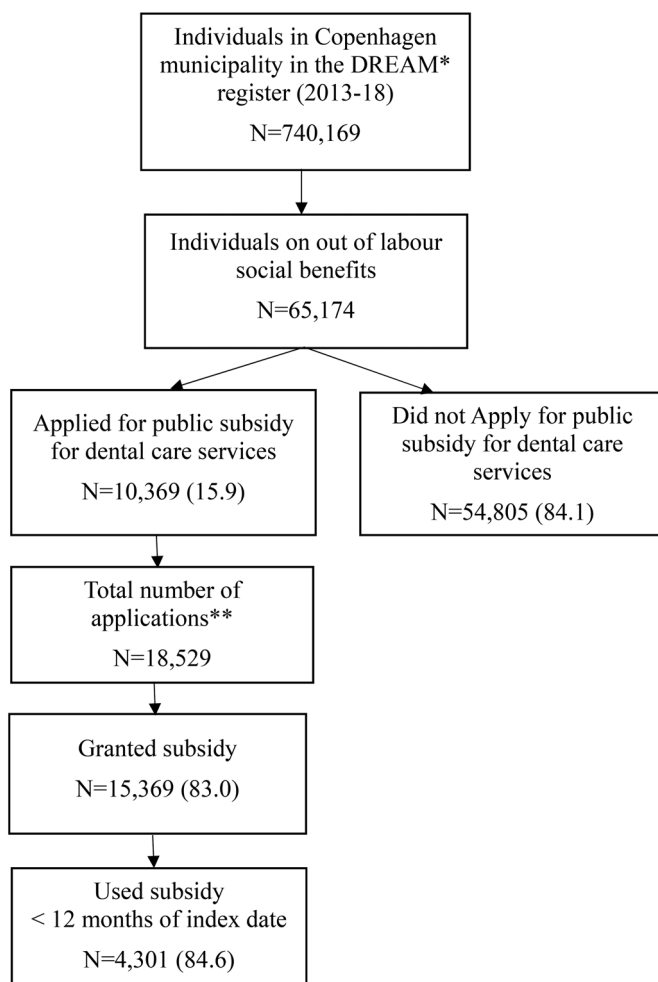 Individuals in Copenhagen
municipality in the DREAM*
register (2013-18)
N=740,169
Individuals on out of labour
social benefits
N=65,174
Applied for public subsidy
for dental care services
N=10,369 (15.9)
Did not Apply for public
subsidy for dental care
services
N=54,805 (84.1)
Total number of
applications**
N=18,529
Granted subsidy
N=15,369 (83.0)
Used subsidy
< 12 months of index date
N=4,301 (84.6)